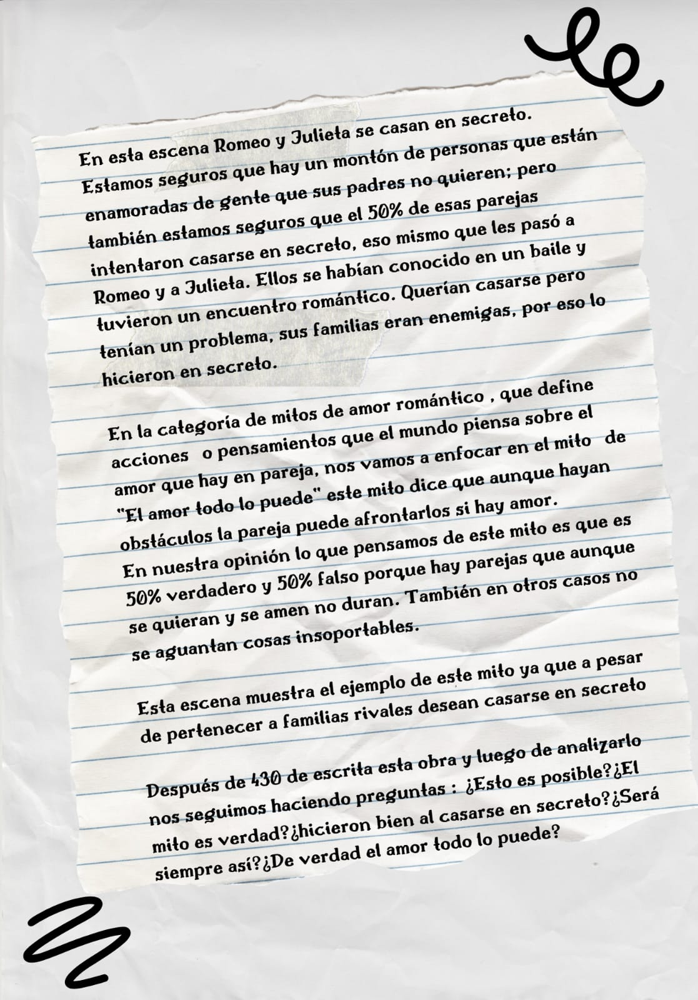 En esta escena Romeo y Julieta se casan en secreto.
Estamos seguros que hay un montón de personas que están
enamoradas de gente que sus padres no quieren; pero
también estamos seguros que el 50% de esas parejas
intentaron casarse en secreto, eso mismo que les pasó a
Romeo y a Julieta. Ellos se habían conocido en un baile y
tuvieron un encuentro romántico. Querían casarse pero
tenían un problema, sus familias eran enemigas, por eso lo
hicieron en secreto.
En la categoría de mitos de amor romántico , que define
acciones o pensamientos que el mundo piensa sobre el
amor que hay en pareja, nos vamos a enfocar en el mito de
"El amor todo lo puede" este mito dice que aunque hayan
obstáculos la pareja puede afrontarlos si hay amor.
En nuestra opinión lo que pensamos de este mito es que es
50% verdadero y 50% falso porque hay parejas que aunque
se quieran y se amen no duran. También en otros casos no
se aguantan cosas insoportables.
Esta escena muestra el ejemplo de este mito ya que a pesar
de pertenecer a familias rivales desean casarse en secreto
Después de 430 de escrita esta obra y luego de analizarlo
nos seguimos haciendo preguntas : ¿Esto es posible?¿El
mito es verdad?¿hicieron bien al casarse en secreto?¿Será
siempre así?¿De verdad el amor todo lo puede?